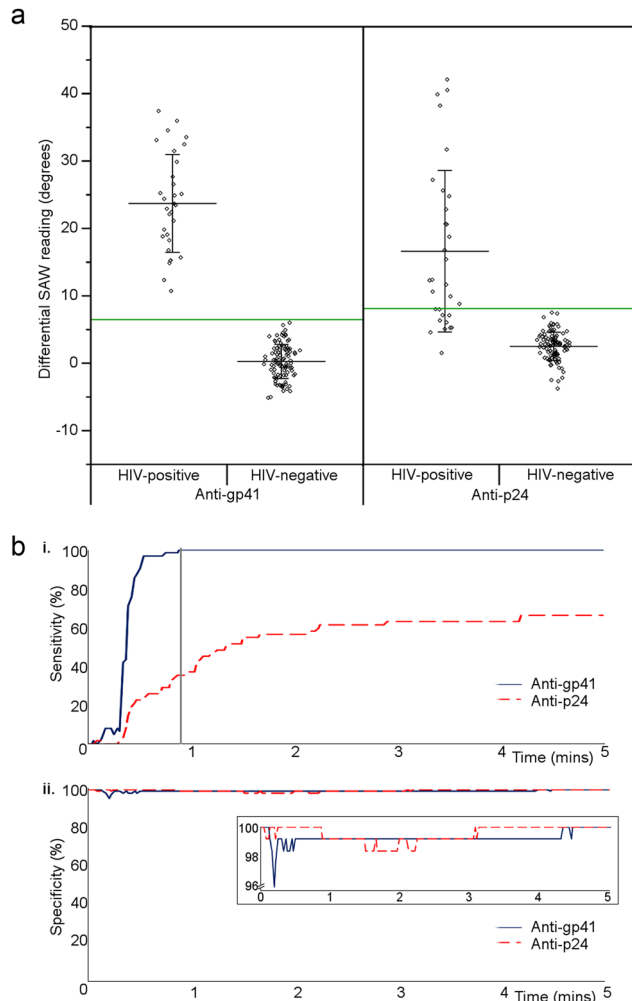 a
50
40
30
20
10
0
-10
Differential SAW reading (degrees)
HIV-positive HIV-negative HIV-positive HIV-negative
Anti-gp41 Anti-p24
b i.
100
80
60
40
20
0
Sensitivity (%)
Anti-gp41
Anti-p24
1 2 3 4 5
Time (mins)
ii.
100
80
60
40
20
0
Specificity (%)
100
98
96
0 1 2 3 4 5
Anti-gp41
Anti-p24
1 2 3 4 5
Time (mins)